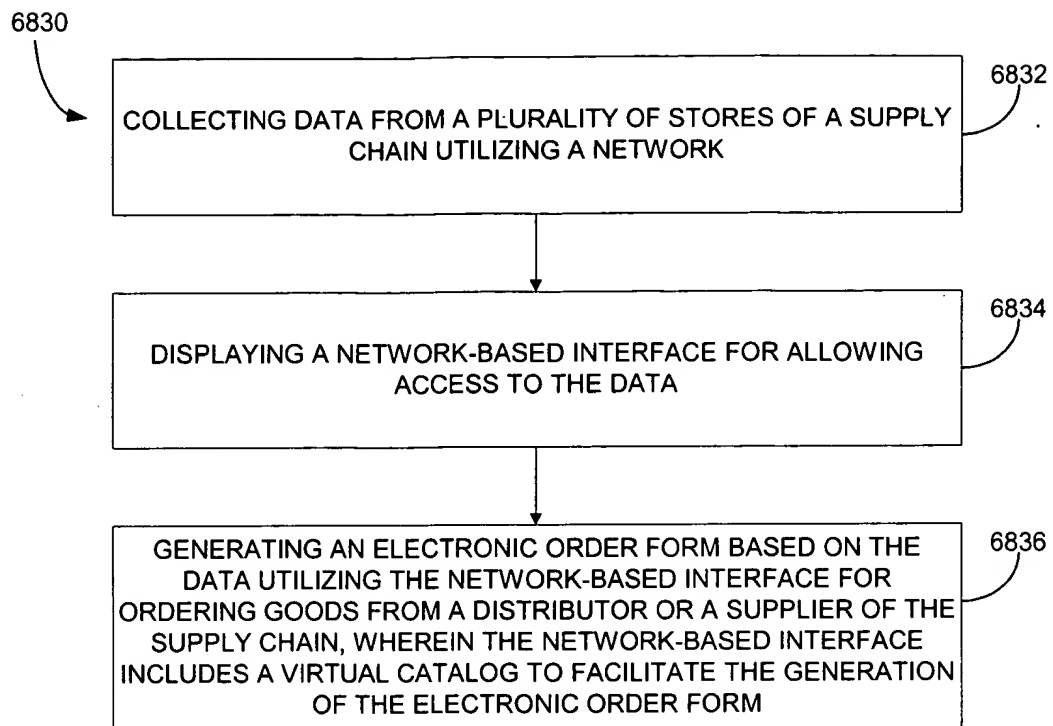 6830
6832
COLLECTING DATA FROM A PLURALITY OF STORES OF A SUPPLY
CHAIN UTILIZING A NETWORK
6834
DISPLAYING A NETWORK-BASED INTERFACE FOR ALLOWING
ACCESS TO THE DATA
6836
GENERATING AN ELECTRONIC ORDER FORM BASED ON THE
DATA UTILIZING THE NETWORK-BASED INTERFACE FOR
ORDERING GOODS FROM A DISTRIBUTOR OR A SUPPLIER OF THE
SUPPLY CHAIN, WHEREIN THE NETWORK-BASED INTERFACE
INCLUDES A VIRTUAL CATALOG TO FACILITATE THE GENERATION
OF THE ELECTRONIC ORDER FORM